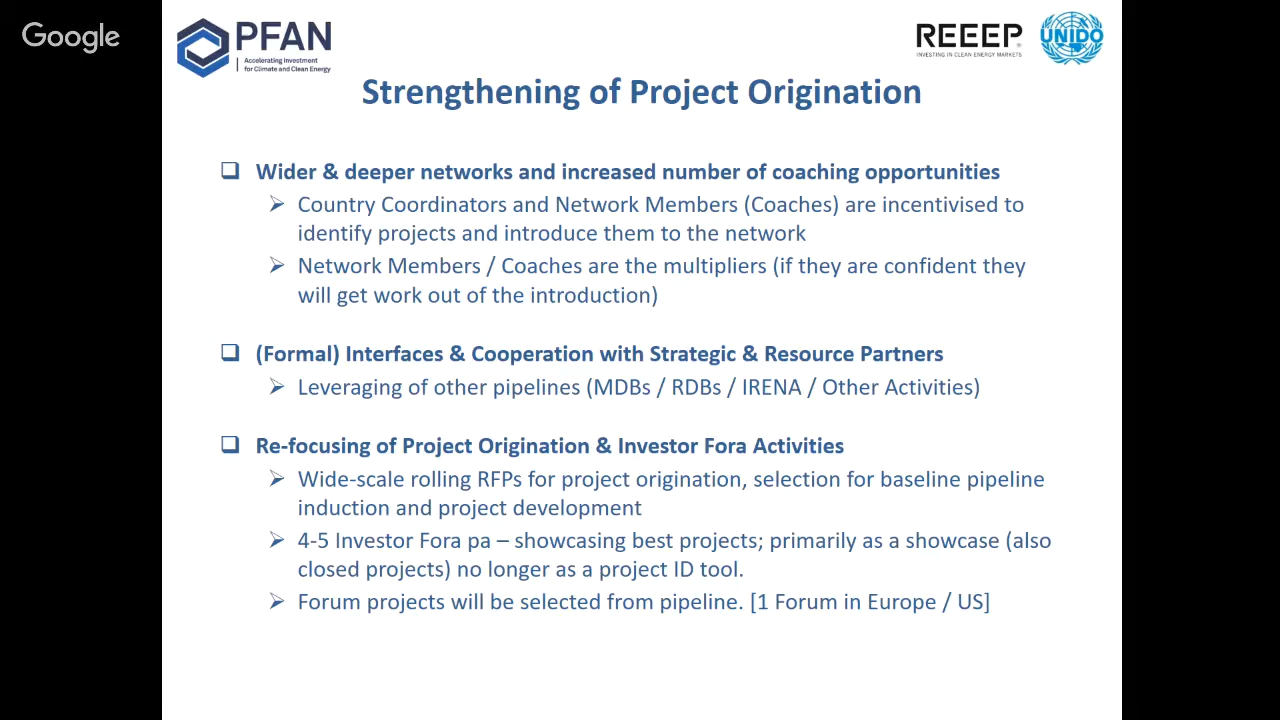 Google
PFAN
Accelerating Investment
for Climate and Clean Energy
REEEP
INVESTING IN CLEAN ENERGY MARKETS
UNIDO
Strengthening of Project Origination
Wider & deeper networks and increased number of coaching opportunities
Country Coordinators and Network Members (Coaches) are incentivised to
identify projects and introduce them to the network
Network Members / Coaches are the multipliers (if they are confident they
will get work out of the introduction)
(Formal) Interfaces & Cooperation with Strategic & Resource Partners
Leveraging of other pipelines (MDBs / RDBs / IRENA / Other Activities)
Re-focusing of Project Origination & Investor Fora Activities
Wide-scale rolling RFPs for project origination, selection for baseline pipeline
induction and project development
4-5 Investor Fora pa – showcasing best projects; primarily as a showcase (also
closed projects) no longer as a project ID tool.
Forum projects will be selected from pipeline. [1 Forum in Europe / US]